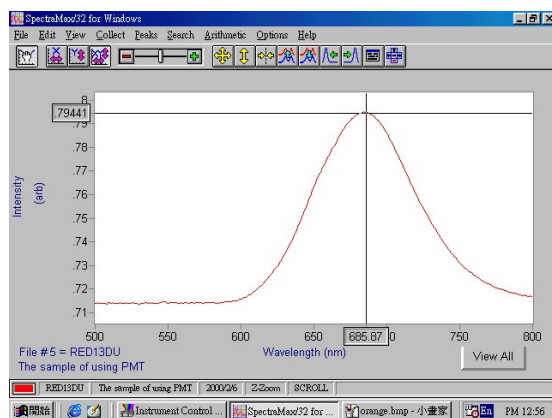 SpectraMax/32 for Windows
File Edit View Collect Peaks Search Arithmetic Options Help
.8
.79441
.79
.78
.77
.76
.75
.74
.73
.72
.71
Intensity
(arb)
500 550 600 685.87 750 800
Wavelength (nm)
File # 5 = RED13DU
The sample of using PMT
View All
RED13DU The sample of using PMT 2000/2/6 Z-Zoom SCROLL
開始 Instrument Control ... SpectraMax/32 for ... orange.bmp - 小畫家 En PM 12:56